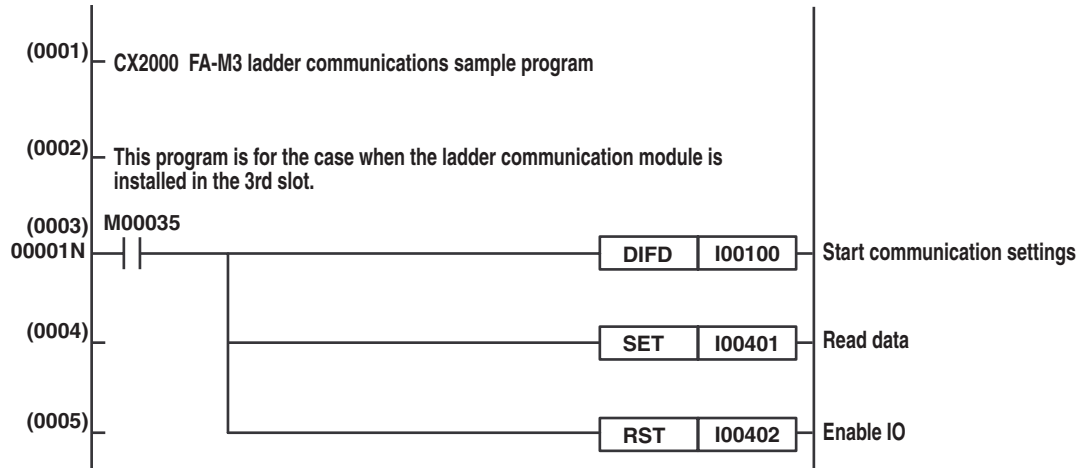 (0001)
CX2000 FA-M3 ladder communications sample program
(0002)
This program is for the case when the ladder communication module is
installed in the 3rd slot.
(0003) M00035
00001N DIFD I00100 Start communication settings
(0004) SET I00401 Read data
(0005) RST I00402 Enable IO